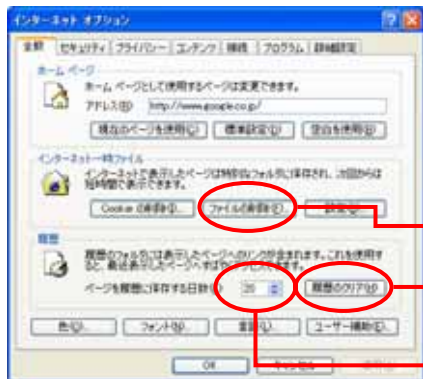 インターネット オプション
全般 セキュリティ プライバシー コンテンツ 接続 プログラム 詳細設定
ホーム ページ
ホーム ページとして使用するページは変更できます。
アドレス(R) http://www.google.co.jp/
現在のページを使用(C) 標準設定(D) 空白を使用(B)
インターネット一時ファイル
インターネットで表示したページは特別なフォルダに保存され、次回からは
短時間で表示できます。
Cookie の削除(I)... ファイルの削除(F)... 設定(S)...
履歴
履歴のフォルダには表示したページへのリンクが含まれます。これを使用す
ると、最近表示したページへすばやくアクセスできます。
ページを履歴に保存する日数(K) 履歴のクリア(H)
色(O)... フォント(N)... 言語(L)... ユーザー補助(E)...
OK キャンセル